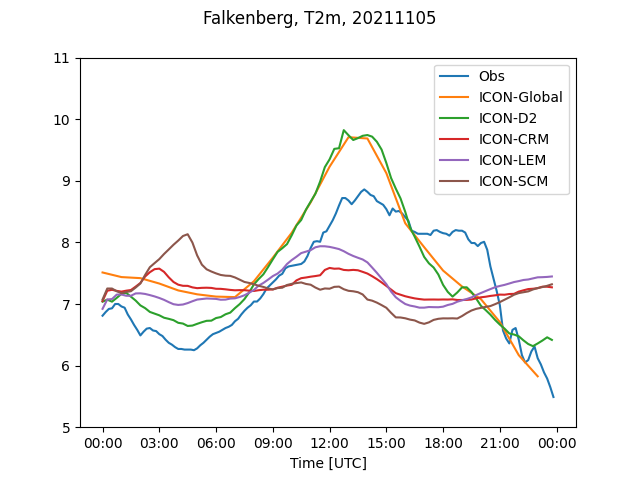 Falkenberg, T2m, 20211105
11
10
9
8
7
6
5
Obs
ICON-Global
ICON-D2
ICON-CRM
ICON-LEM
ICON-SCM
00:00 03:00 06:00 09:00 12:00 15:00 18:00 21:00 00:00
Time [UTC]